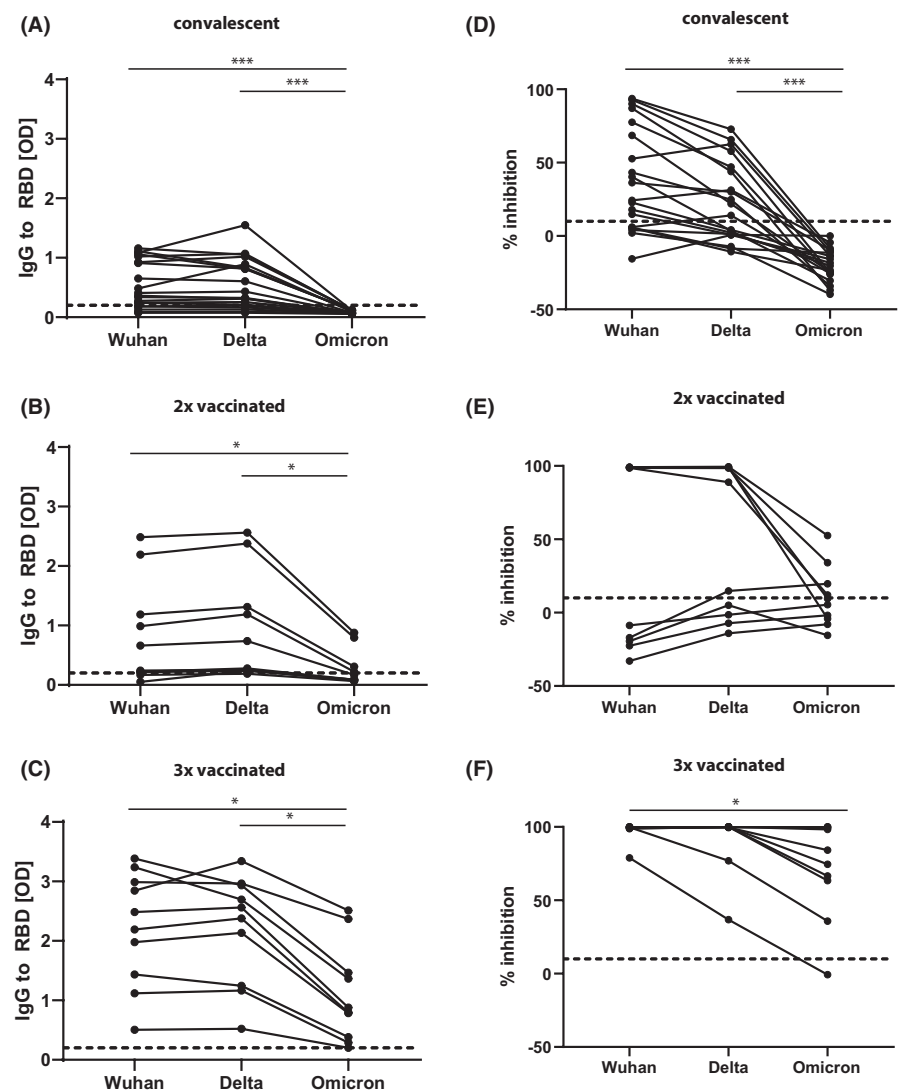 (A)
convalescent
***
***
4
3
2
1
0
IgG to RBD [OD]
Wuhan Delta Omicron
(D)
convalescent
***
***
100
50
0
-50
% inhibition
Wuhan Delta Omicron
(B)
2x vaccinated
*
*
4
3
2
1
0
IgG to RBD [OD]
Wuhan Delta Omicron
(E)
2x vaccinated
100
50
0
-50
% inhibition
Wuhan Delta Omicron
(C)
3x vaccinated
*
*
4
3
2
1
0
IgG to RBD [OD]
Wuhan Delta Omicron
(F)
3x vaccinated
*
100
50
0
-50
% inhibition
Wuhan Delta Omicron